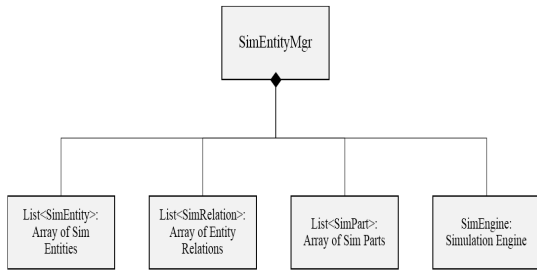 SimEntityMgr
List<SimEntity>:
Array of Sim
Entities
List<SimRelation>:
Array of Entity
Relations
List<SimPart>:
Array of Sim Parts
SimEngine:
Simulation Engine